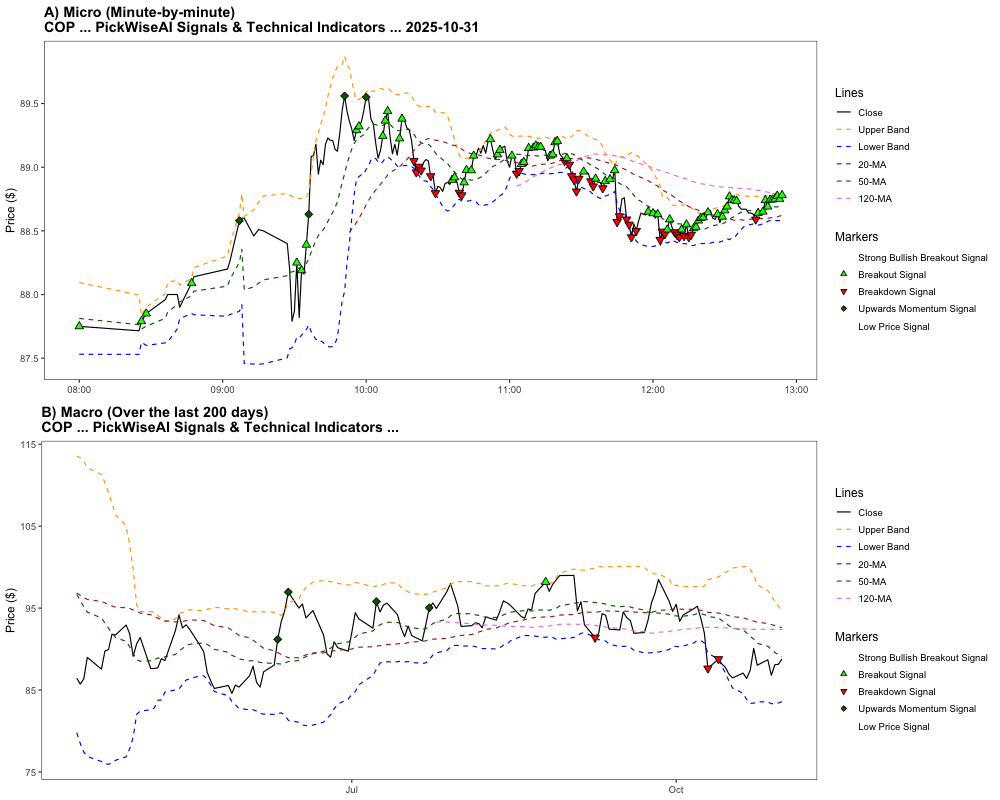 A) Micro (Minute-by-minute)
COP ... PickWiseAI Signals & Technical Indicators ... 2025-10-31
Price ($)
89.5
89.0
88.5
88.0
87.5
08:00
09:00
10:00
11:00
12:00
13:00
Lines
Close
Upper Band
Lower Band
20-MA
50-MA
120-MA
Markers
Strong Bullish Breakout Signal
Breakout Signal
Breakdown Signal
Upwards Momentum Signal
Low Price Signal
B) Macro (Over the last 200 days)
COP ... PickWiseAI Signals & Technical Indicators ...
Price ($)
115
105
95
85
75
Jul
Oct
Lines
Close
Upper Band
Lower Band
20-MA
50-MA
120-MA
Markers
Strong Bullish Breakout Signal
Breakout Signal
Breakdown Signal
Upwards Momentum Signal
Low Price Signal